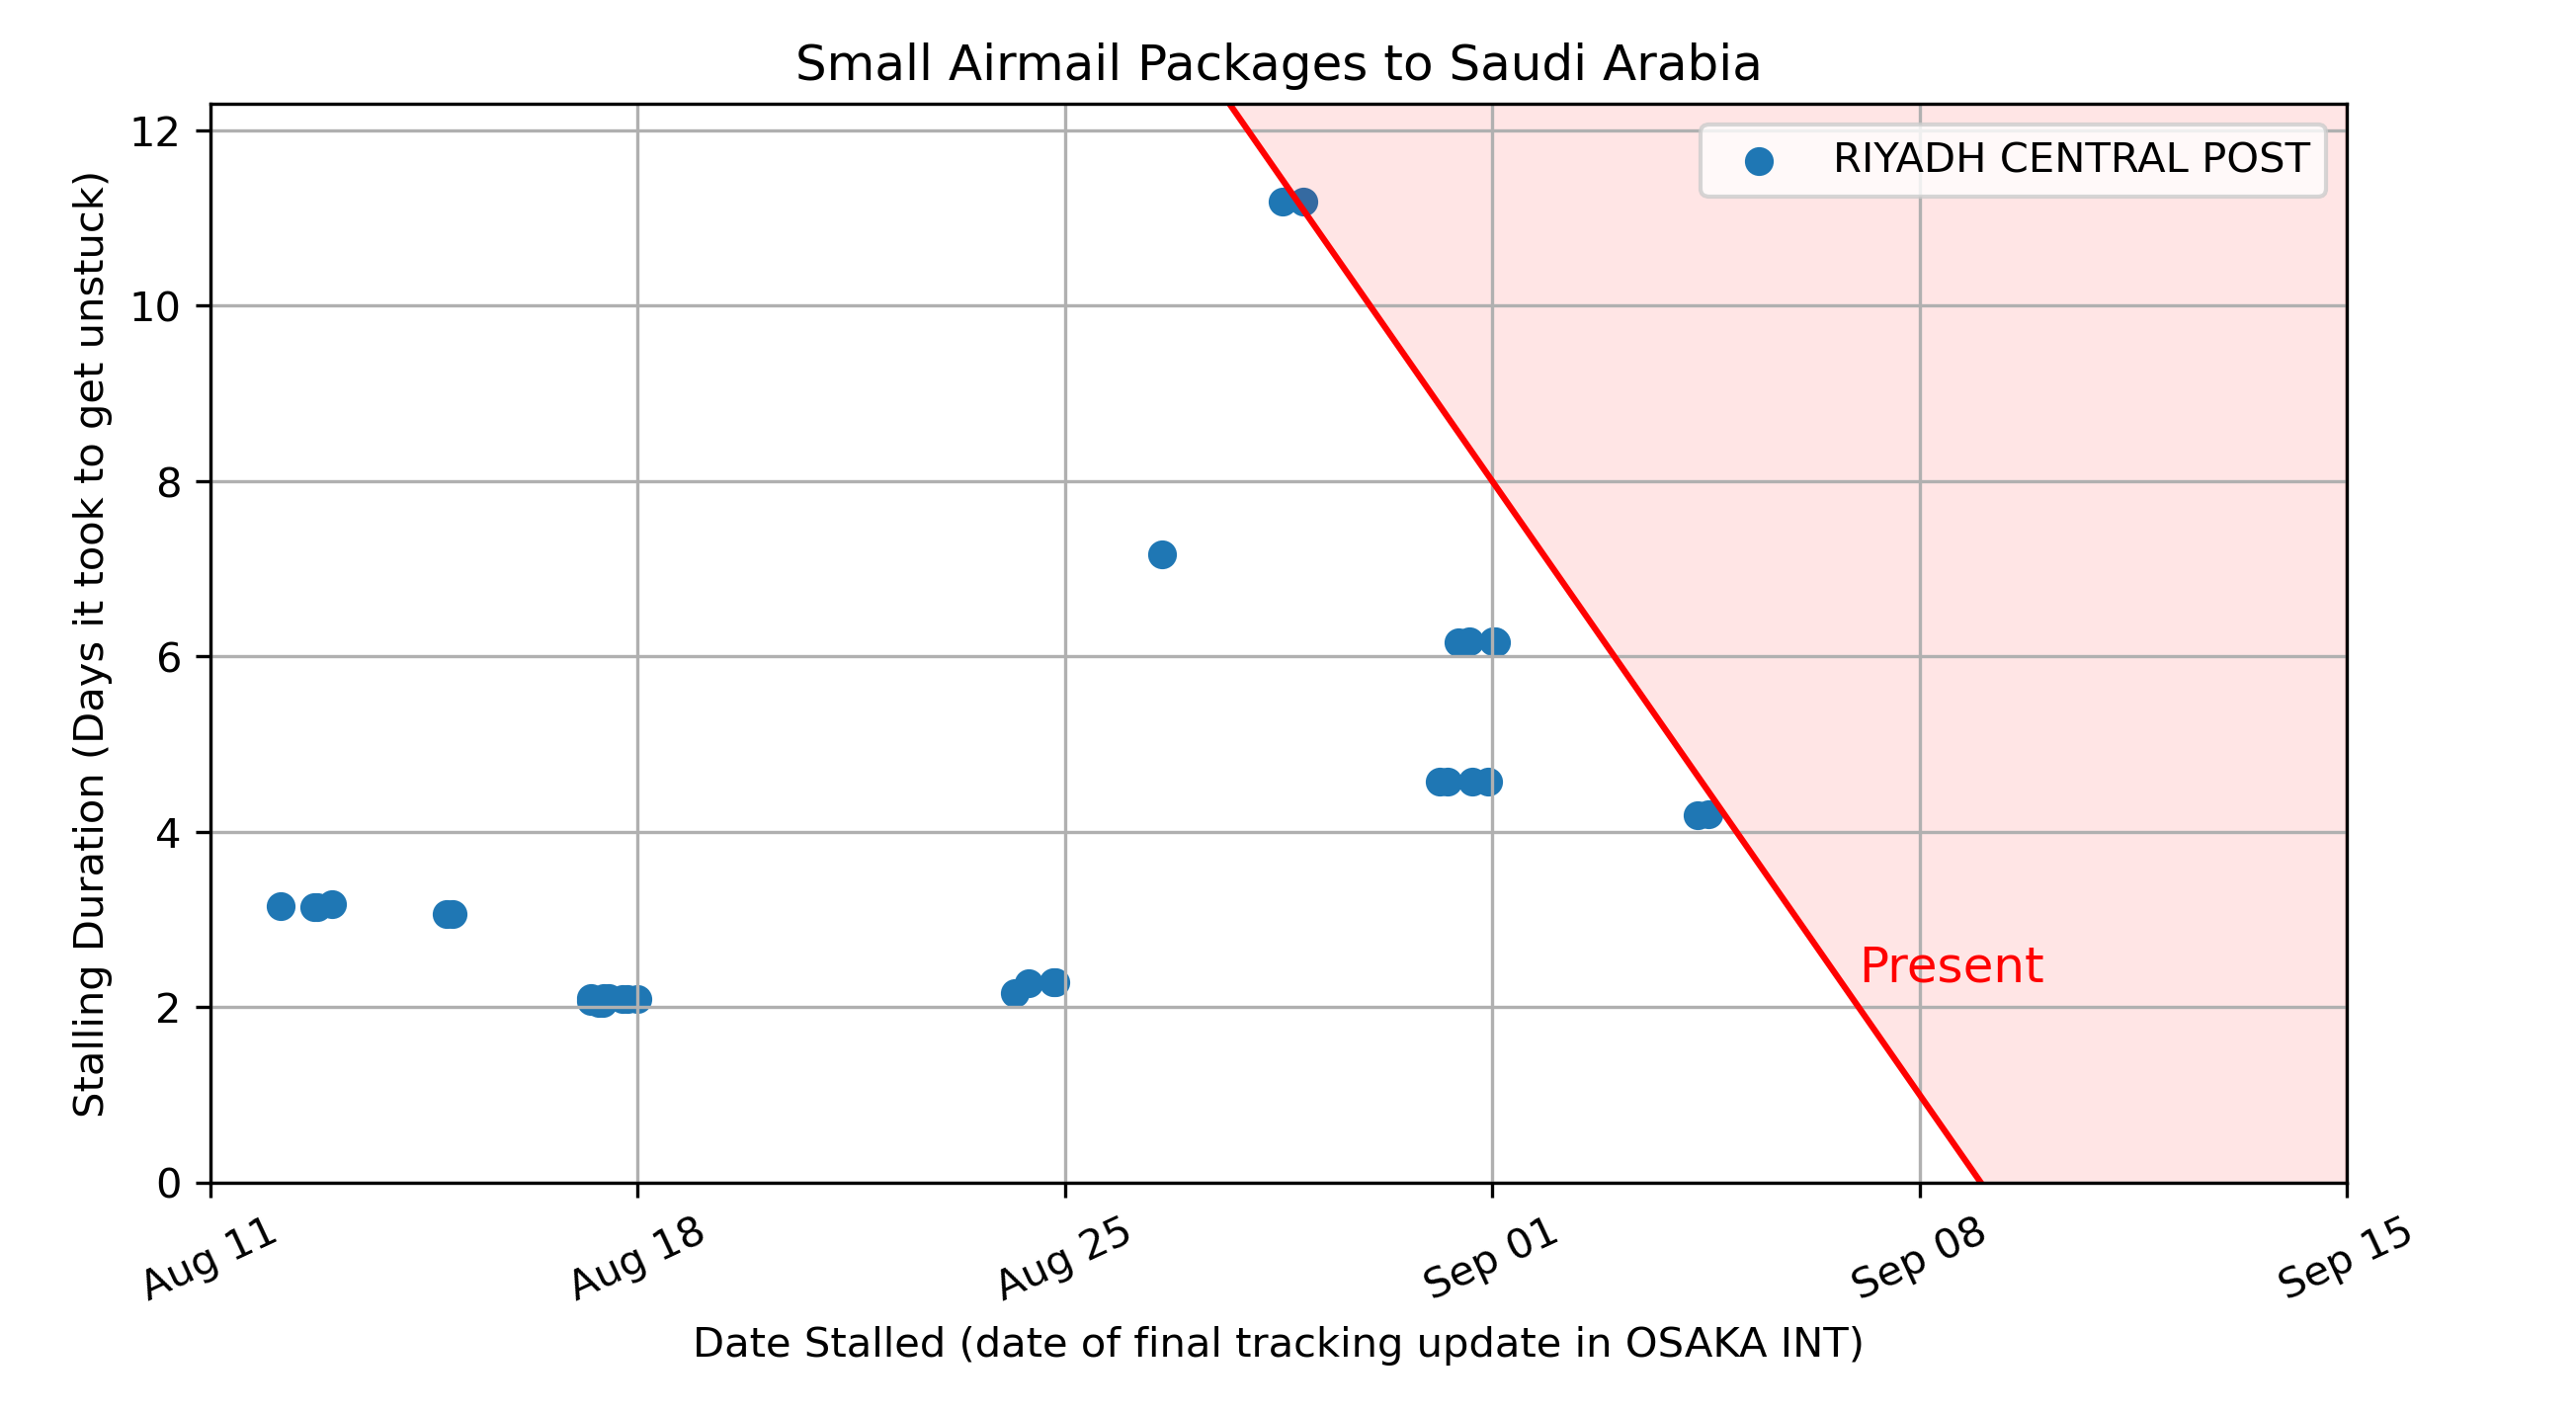 Small Airmail Packages to Saudi Arabia
RIYADH CENTRAL POST
Stalling Duration (Days it took to get unstuck)
12
10
8
6
4
2
0
Present
Aug 11
Aug 18
Aug 25
Sep 01
Sep 08
Sep 15
Date Stalled (date of final tracking update in OSAKA INT)